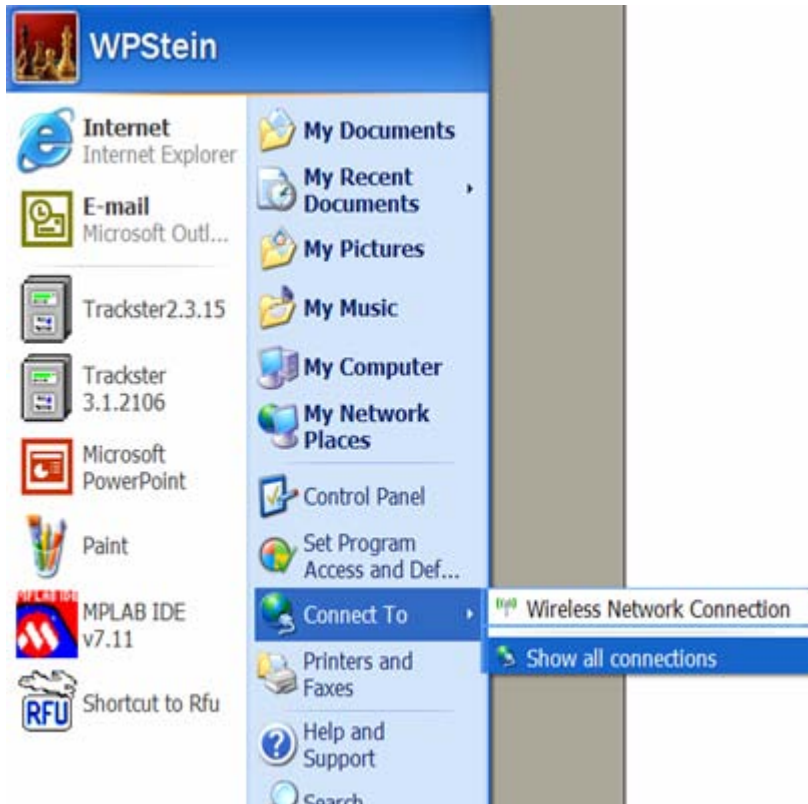 WPStein
Internet
Internet Explorer
E-mail
Microsoft Outl...
Trackster2.3.15
Trackster
3.1.2106
Microsoft
PowerPoint
Paint
MPLAB IDE
MPLAB IDE
v7.11
RFU
Shortcut to Rfu
My Documents
My Recent
Documents
My Pictures
My Music
My Computer
My Network
Places
Control Panel
Set Program
Access and Def...
Connect To
Printers and
Faxes
Help and
Support
Search
Wireless Network Connection
Show all connections